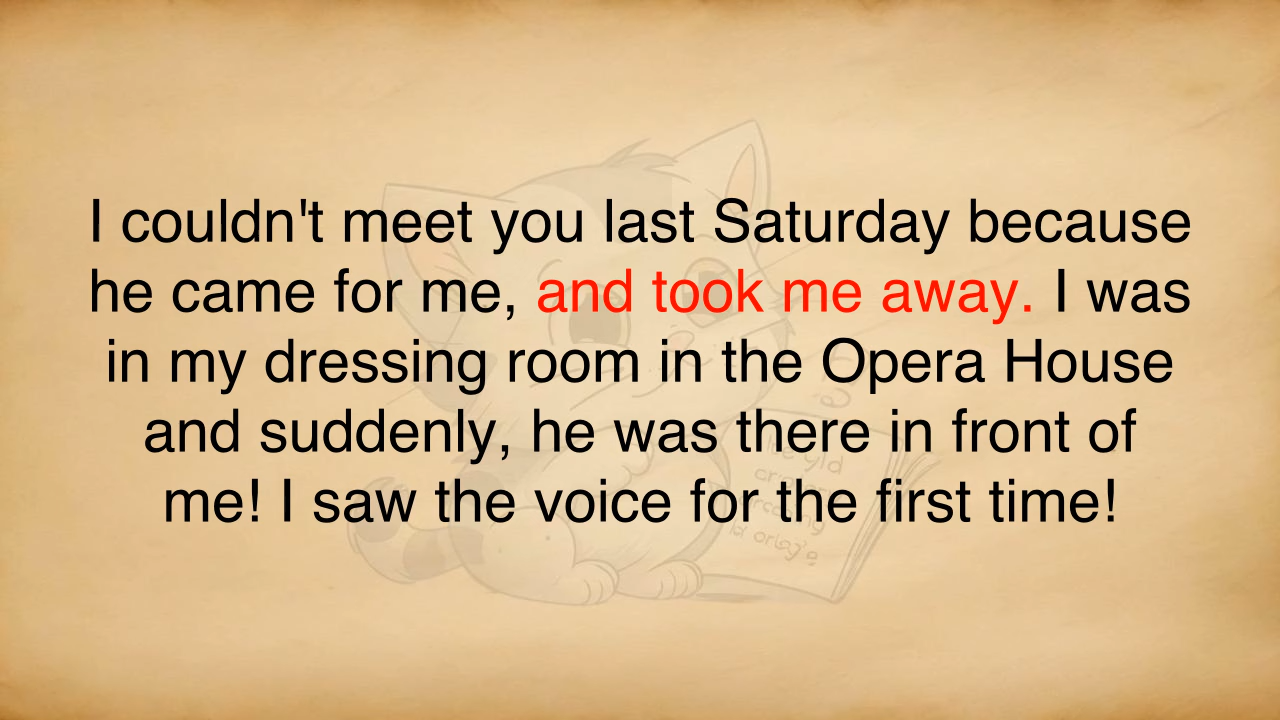 I couldn't meet you last Saturday because
he came for me, and took me away. I was
in my dressing room in the Opera House
and suddenly, he was there in front of
me! I saw the voice for the first time!